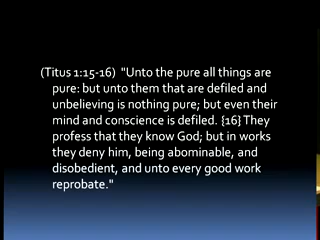 (Titus 1:15-16)  "Unto the pure all things are
pure: but unto them that are defiled and
unbelieving is nothing pure; but even their
mind and conscience is defiled. {16} They
profess that they know God; but in works
they deny him, being abominable, and
disobedient, and unto every good work
reprobate."